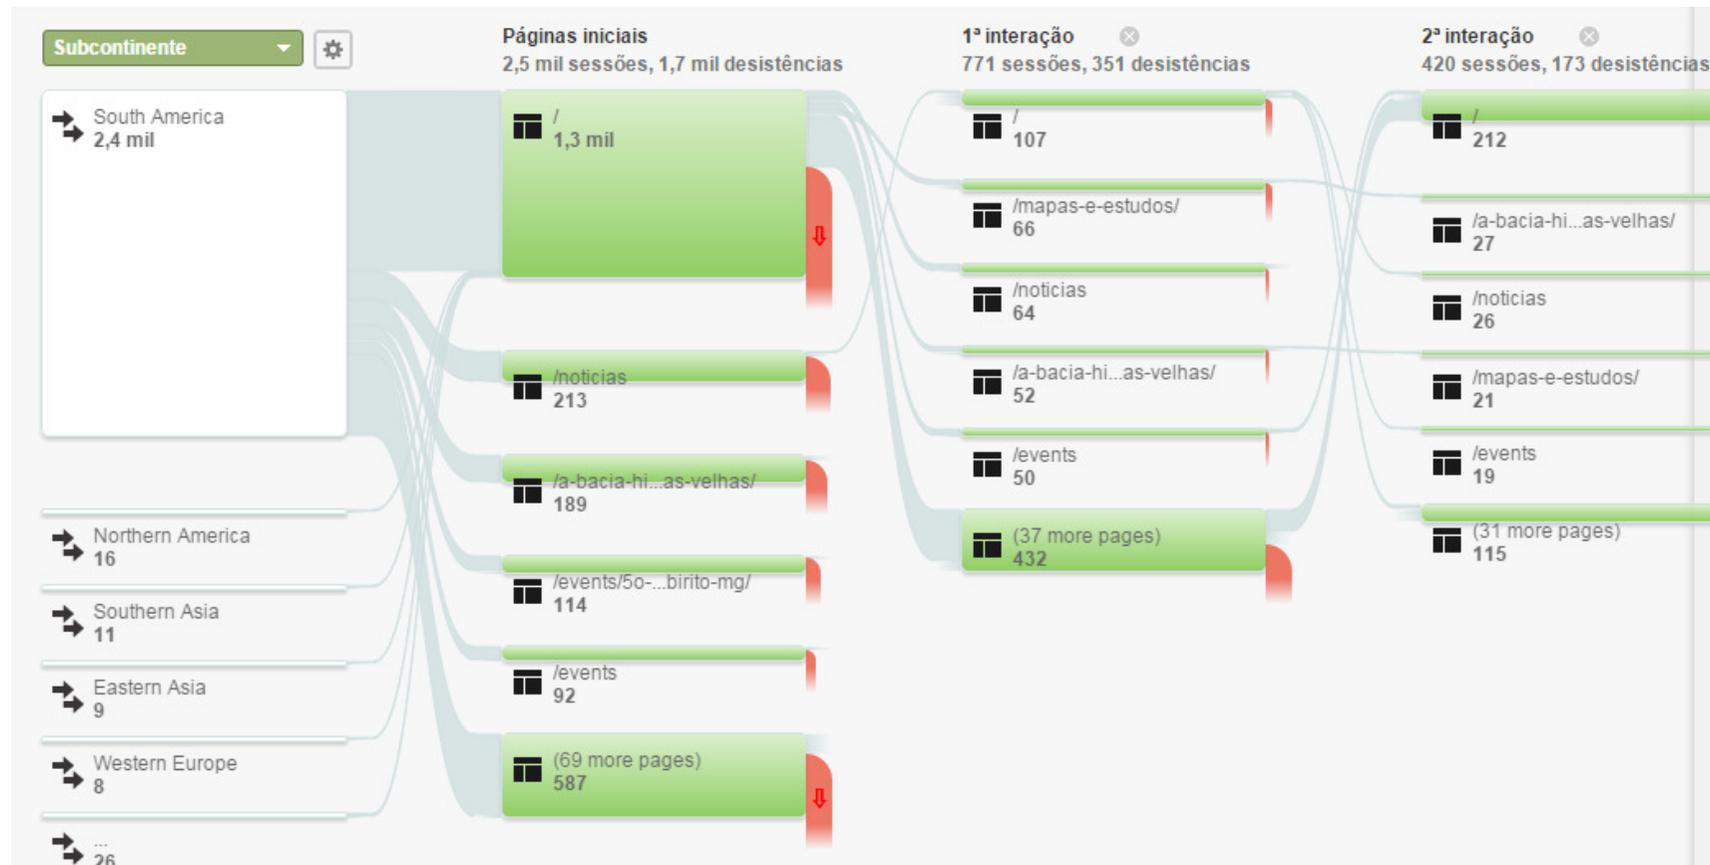 Subcontinente
South America
2,4 mil
Northern America
16
Southern Asia
11
Eastern Asia
9
Western Europe
8
...
26
Páginas iniciais
2,5 mil sessões, 1,7 mil desistências
/
1,3 mil
/noticias
213
/a-bacia-hi...as-velhas/
189
/events/5o-...birito-mg/
114
/events
92
(69 more pages)
587
1ª interação
771 sessões, 351 desistências
/
107
/mapas-e-estudos/
66
/noticias
64
/a-bacia-hi...as-velhas/
52
/events
50
(37 more pages)
432
2ª interação
420 sessões, 173 desistências
/
212
/a-bacia-hi...as-velhas/
27
/noticias
26
/mapas-e-estudos/
21
/events
19
(31 more pages)
115